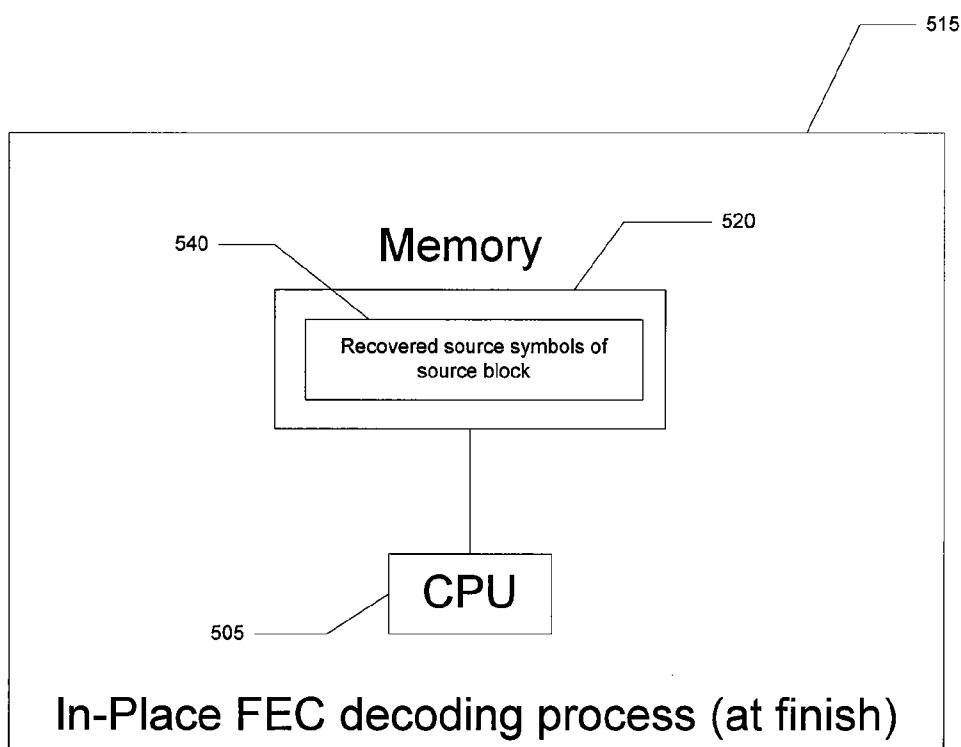 515
520
540
Memory
Recovered source symbols of
source block
CPU
505
In-Place FEC decoding process (at finish)